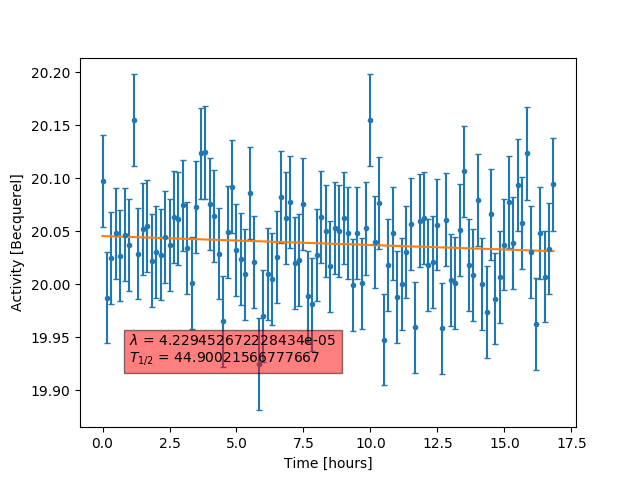 20.20
20.15
20.10
20.05
20.00
19.95
19.90
Activity [Becquerel]
λ = 4.229452672228434e-05
T1/2 = 44.90021566777667
0.0 2.5 5.0 7.5 10.0 12.5 15.0 17.5
Time [hours]